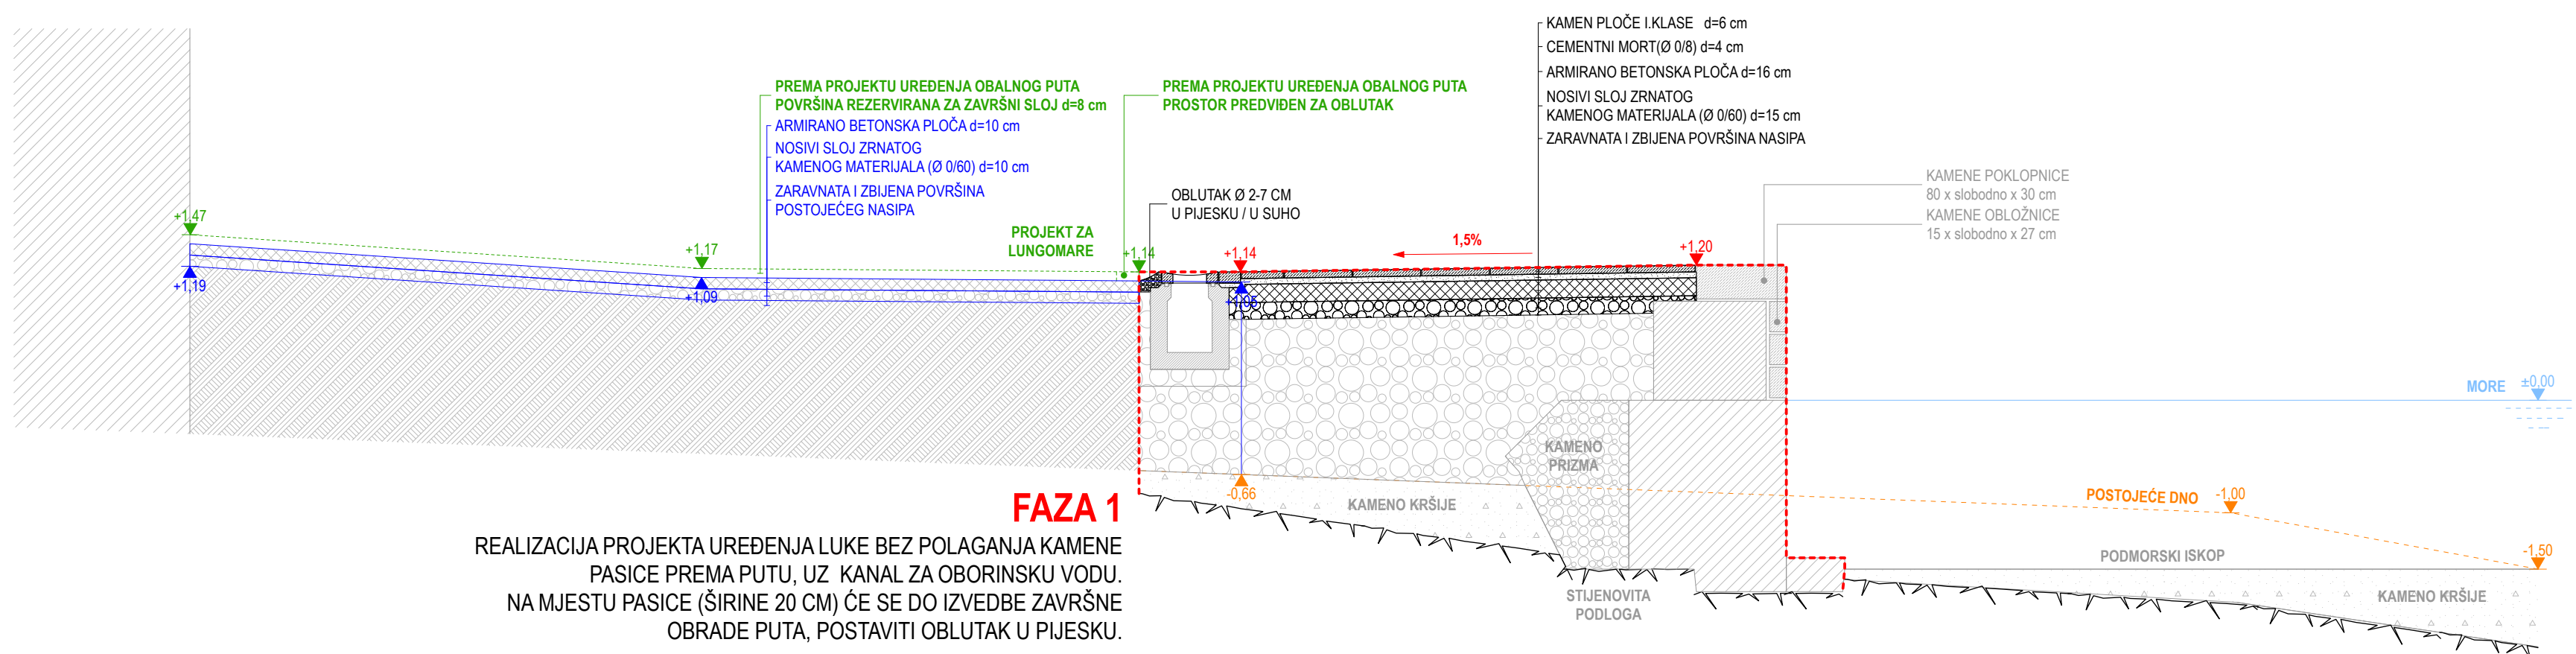 KAMEN PLOČE I.KLASE d=6 cm
CEMENTNI MORT(Ø 0/8) d=4 cm
ARMIRANO BETONSKA PLOČA d=16 cm
NOSIVI SLOJ ZRNATOG
KAMENOG MATERIJALA (Ø 0/60) d=15 cm
ZARAVNATA I ZBIJENA POVRŠINA NASIPA
PREMA PROJEKTU UREĐENJA OBALNOG PUTA
POVRŠINA REZERVIRANA ZA ZAVRŠNI SLOJ d=8 cm
ARMIRANO BETONSKA PLOČA d=10 cm
NOSIVI SLOJ ZRNATOG
KAMENOG MATERIJALA (Ø 0/60) d=10 cm
ZARAVNATA I ZBIJENA POVRŠINA
POSTOJEĆEG NASIPA
PREMA PROJEKTU UREĐENJA OBALNOG PUTA
PROSTOR PREDVIĐEN ZA OBLUTAK
OBLUTAK Ø 2-7 CM
U PIJESKU / U SUHO
KAMENE POKLOPNICE
80 x slobodno x 30 cm
KAMENE OBLOŽNICE
15 x slobodno x 27 cm
PROJEKT ZA
LUNGOMARE
+1,47
+1,19
+1,17
+1,09
+1,14
+1,14
+1,05
1,5%
+1,20
MORE ±0,00
KAMENO
PRIZMA
-0,66
KAMENO KRŠIJE
POSTOJEĆE DNO -1,00
-1,50
PODMORSKI ISKOP
KAMENO KRŠIJE
STIJENOVITA
PODLOGA
FAZA 1
REALIZACIJA PROJEKTA UREĐENJA LUKE BEZ POLAGANJA KAMENE
PASICE PREMA PUTU, UZ KANAL ZA OBORINSKU VODU.
NA MJESTU PASICE (ŠIRINE 20 CM) ĆE SE DO IZVEDBE ZAVRŠNE
OBRADE PUTA, POSTAVITI OBLUTAK U PIJESKU.